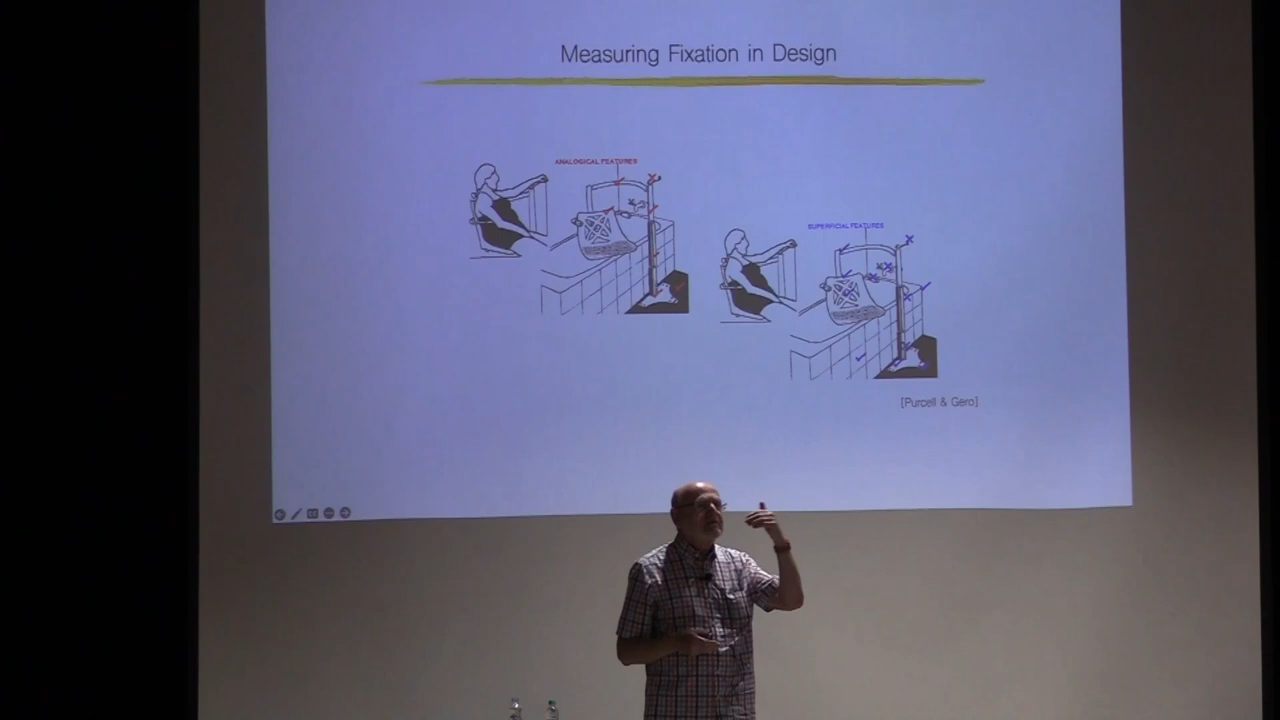 Measuring Fixation in Design
ANALOGICAL FEATURES
SUPERFICIAL FEATURES
[Purcell & Gero]